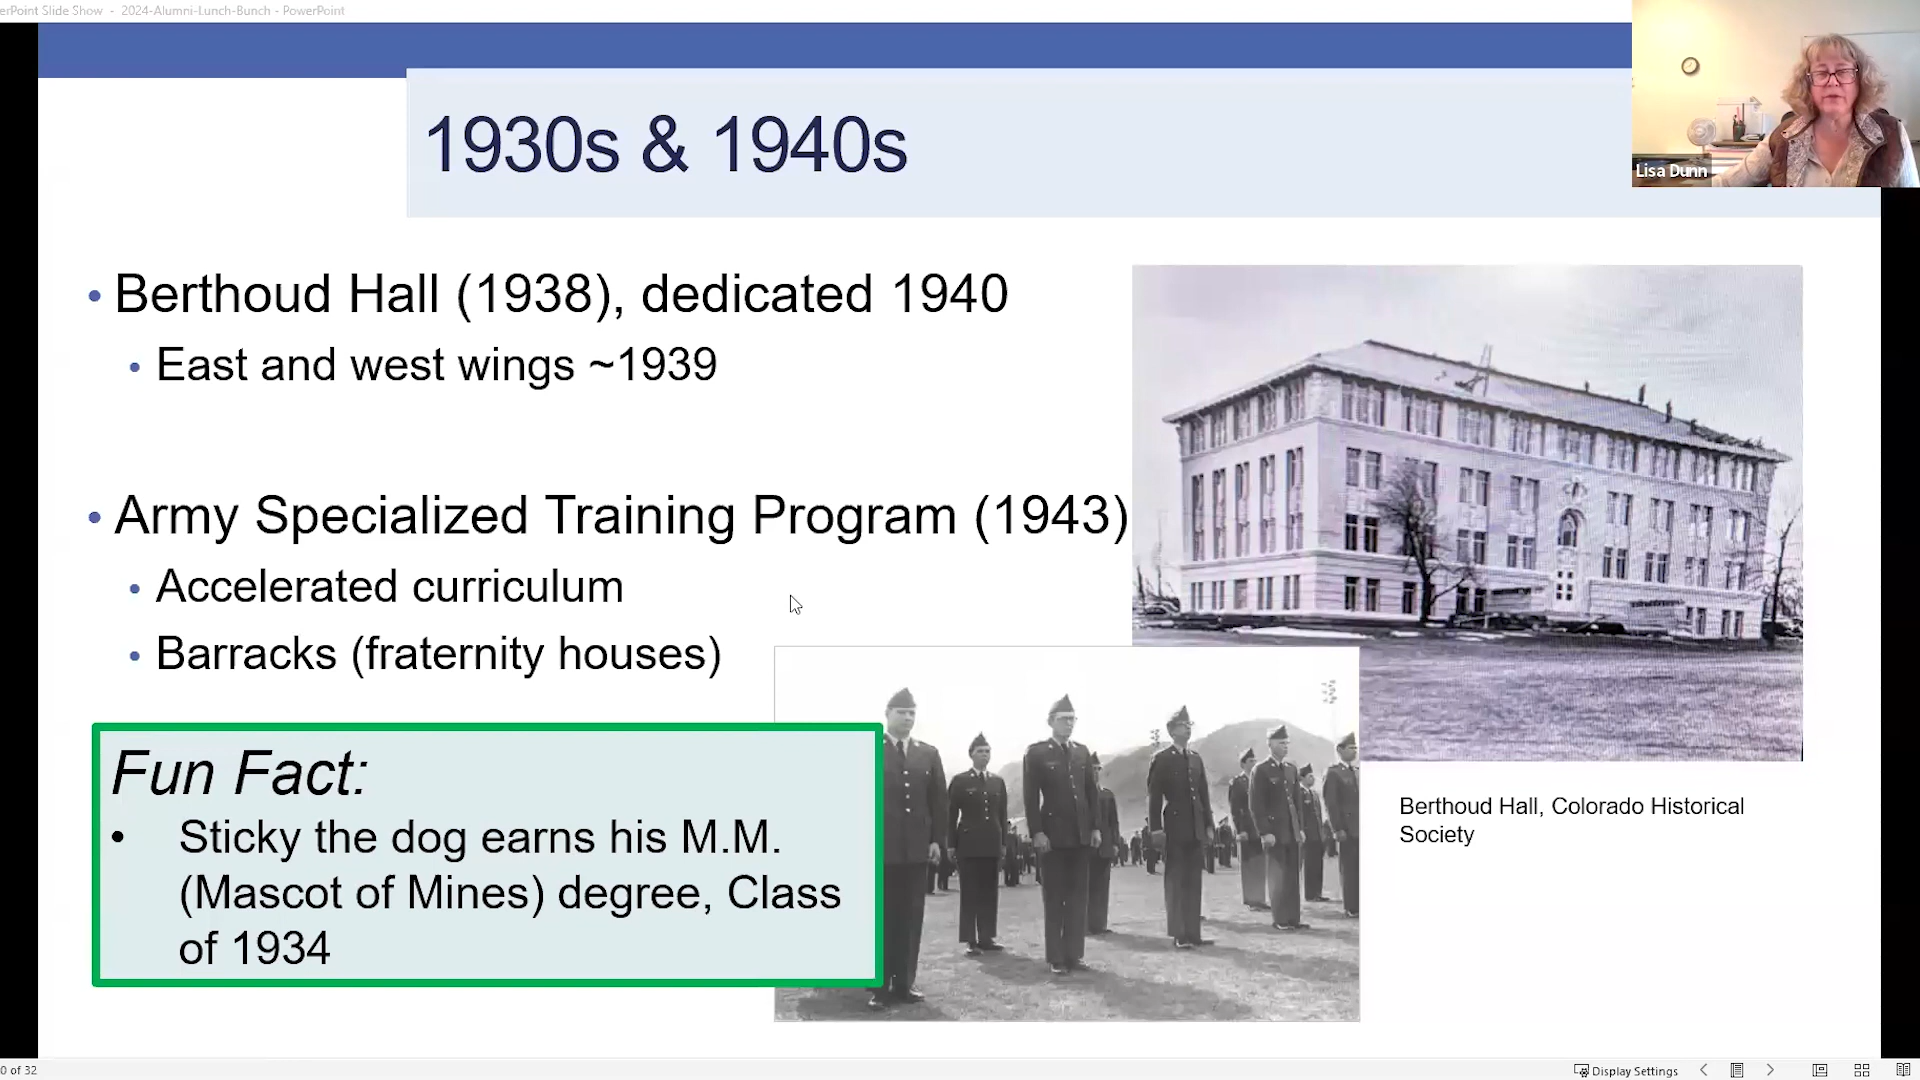 PowerPoint Slide Show - 2024-Alumni-Lunch-Bunch - PowerPoint
Lisa Dunn
1930s & 1940s
• Berthoud Hall (1938), dedicated 1940
• East and west wings ~1939
• Army Specialized Training Program (1943)
• Accelerated curriculum
• Barracks (fraternity houses)
Fun Fact:
• Sticky the dog earns his M.M.
(Mascot of Mines) degree, Class
of 1934
Berthoud Hall, Colorado Historical
Society
0 of 32
Display Settings